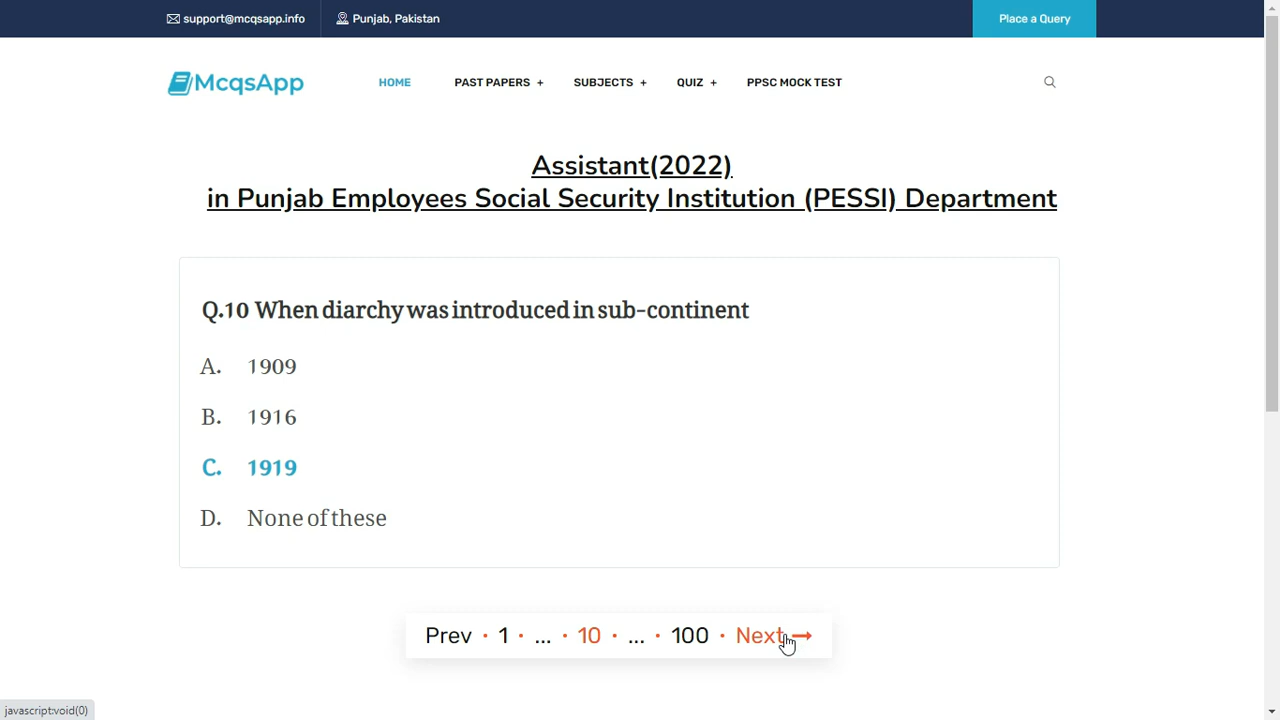 support@mcqsapp.info
Punjab, Pakistan
Place a Query
McqsApp
HOME
PAST PAPERS +
SUBJECTS +
QUIZ +
PPSC MOCK TEST
Assistant(2022)
in Punjab Employees Social Security Institution (PESSI) Department
Q.10 When diarchy was introduced in sub-continent
A. 1909
B. 1916
C. 1919
D. None of these
Prev • 1 • ... • 10 • ... • 100 • Next →
javascript:void(0)